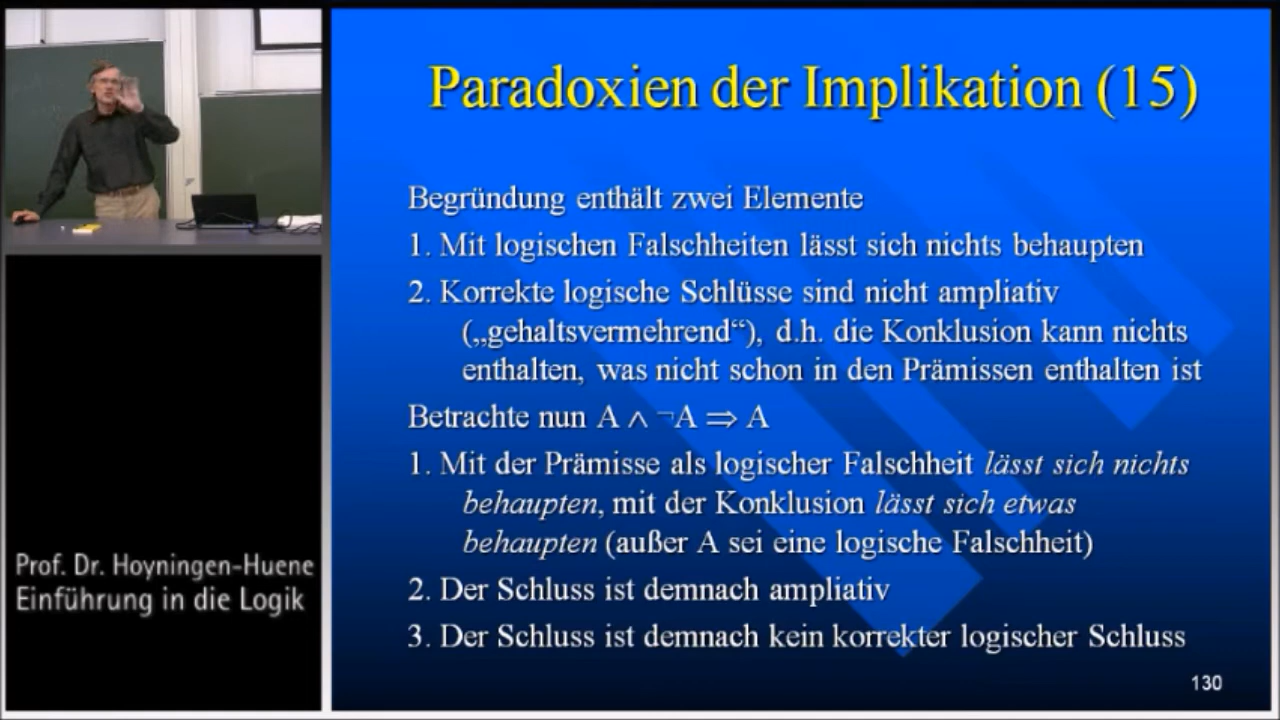 Paradoxien der Implikation (15)
Begründung enthält zwei Elemente
1. Mit logischen Falschheiten lässt sich nichts behaupten
2. Korrekte logische Schlüsse sind nicht ampliativ
(„gehaltsvermehrend“), d.h. die Konklusion kann nichts
enthalten, was nicht schon in den Prämissen enthalten ist
Betrachte nun A ∧ ¬A ⇒ A
1. Mit der Prämisse als logischer Falschheit lässt sich nichts
behaupten, mit der Konklusion lässt sich etwas
behaupten (außer A sei eine logische Falschheit)
2. Der Schluss ist demnach ampliativ
3. Der Schluss ist demnach kein korrekter logischer Schluss
130
Prof. Dr. Hoyningen-Huene
Einführung in die Logik